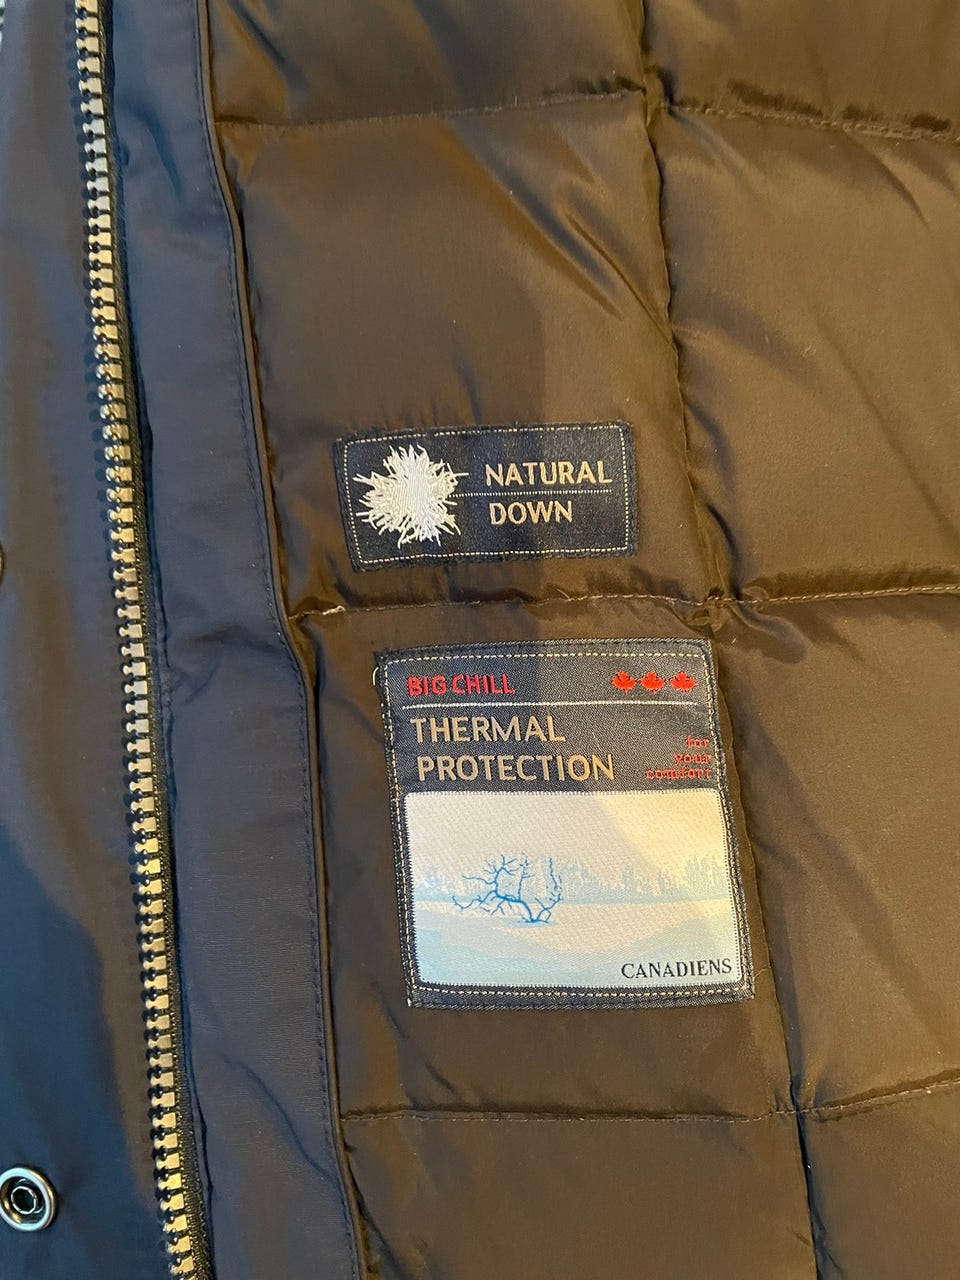 NATURAL
DOWN
BIG CHILL
THERMAL
PROTECTION
for
your
comfort
CANADIENS